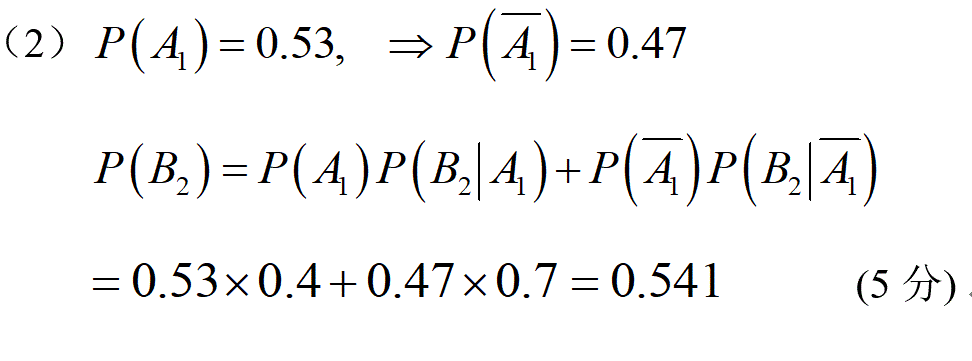 （2） P(A₁) = 0.53, ⇒ P(A̅₁) = 0.47
P(B₂) = P(A₁)P(B₂|A₁) + P(A̅₁)P(B₂|A̅₁)
= 0.53×0.4 + 0.47×0.7 = 0.541 (5 分)